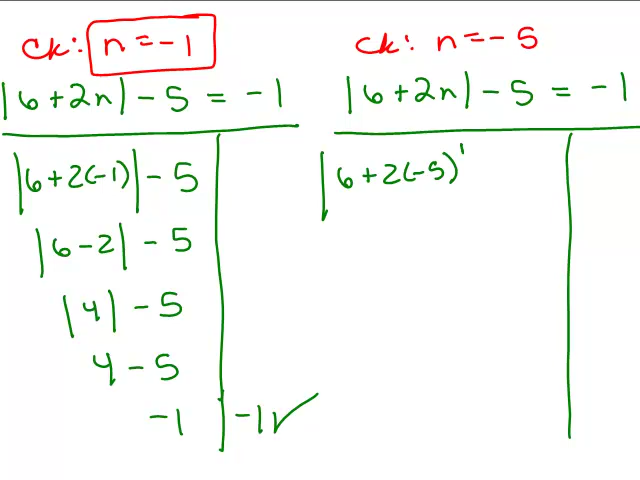 ck: n = -1
|6 + 2n| - 5 = -1
|6 + 2(-1)| - 5
|6 - 2| - 5
|4| - 5
4 - 5
-1 | -1 ✓
ck: n = -5
|6 + 2n| - 5 = -1
|6 + 2(-5)